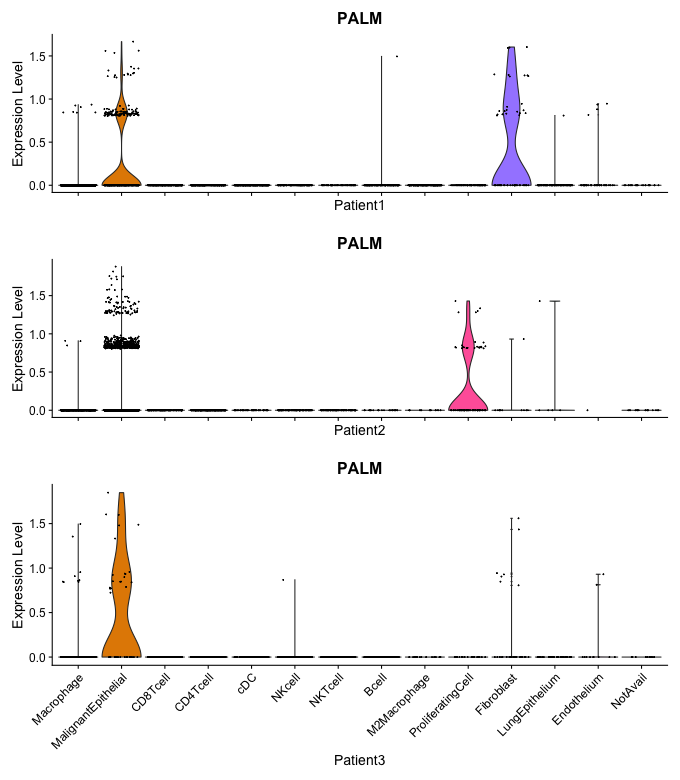 PALM
Expression Level
1.5
1.0
0.5
0.0
Patient1
PALM
Expression Level
1.5
1.0
0.5
0.0
Patient2
PALM
Expression Level
1.5
1.0
0.5
0.0
Macrophage
MalignantEpithelial
CD8Tcell
CD4Tcell
cDC
NKcell
NKTcell
Bcell
M2Macrophage
ProliferatingCell
Fibroblast
LungEpithelium
Endothelium
NotAvail
Patient3